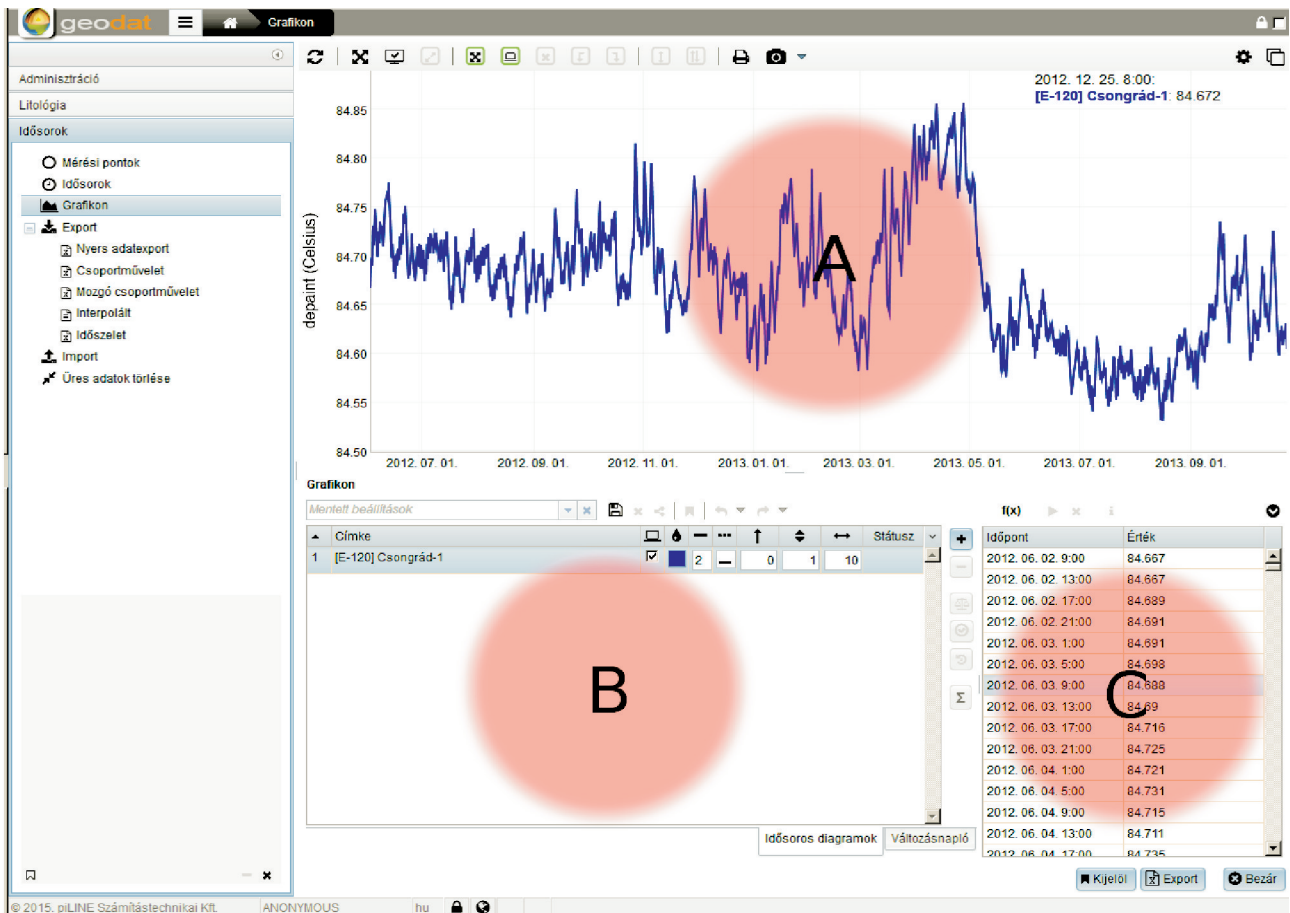 geodat
Grafikon
Adminisztráció
Litológia
Idősorok
Mérési pontok
Idősorok
Grafikon
Export
Nyers adatexport
Csoportművelet
Mozgó csoportművelet
Interpolált
Időszelet
Import
Üres adatok törlése
2012. 12. 25. 8:00:
[E-120] Csongrád-1: 84.672
depaint (Celsius)
84.85
84.80
84.75
84.70
84.65
84.60
84.55
84.50
2012. 07. 01.
2012. 09. 01.
2012. 11. 01.
2013. 01. 01.
2013. 03. 01.
2013. 05. 01.
2013. 07. 01.
2013. 09. 01.
A
Grafikon
Mentett beállítások
Címke
Státusz
1 [E-120] Csongrád-1 2 0 1 10
B
Σ
Idősoros diagramok
Változásnapló
f(x)
i
Időpont Érték
2012. 06. 02. 9:00 84.667
2012. 06. 02. 13:00 84.667
2012. 06. 02. 17:00 84.689
2012. 06. 02. 21:00 84.691
2012. 06. 03. 1:00 84.691
2012. 06. 03. 5:00 84.698
2012. 06. 03. 9:00 84.688
2012. 06. 03. 13:00 84.69
2012. 06. 03. 17:00 84.716
2012. 06. 03. 21:00 84.725
2012. 06. 04. 1:00 84.721
2012. 06. 04. 5:00 84.731
2012. 06. 04. 9:00 84.715
2012. 06. 04. 13:00 84.711
2012. 06. 04. 17:00 84.735
C
Kijelöl
Export
Bezár
© 2015. piLINE Számítástechnikai Kft.
ANONYMOUS
hu